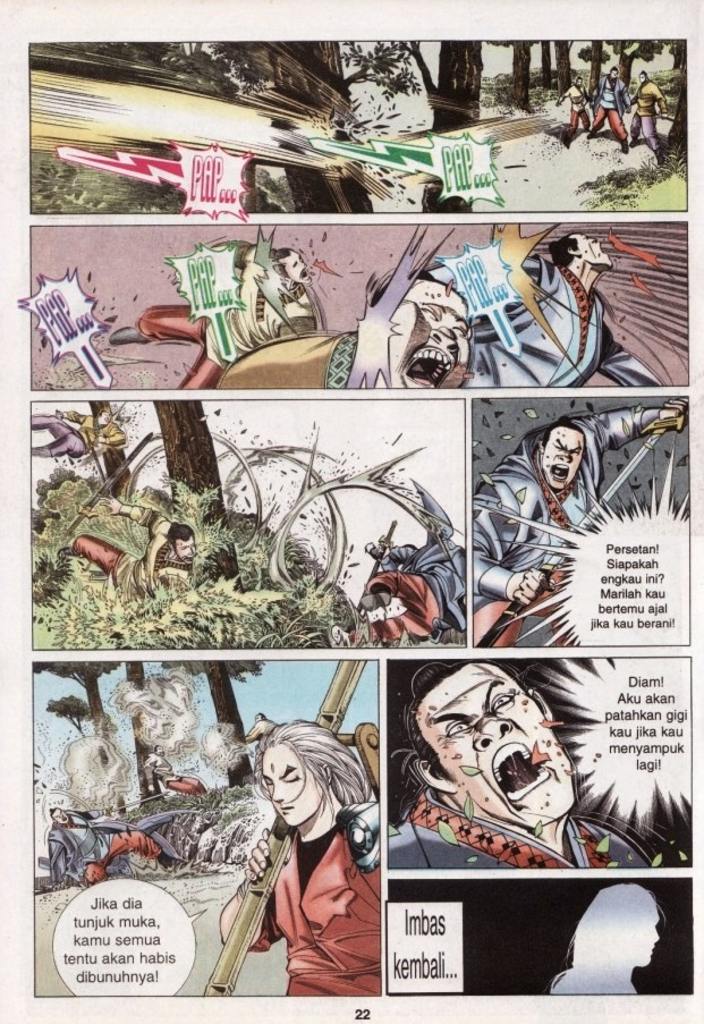 PAP...
PAP...
PAP...
PAP...
PAP...
Persetan!
Siapakah
engkau ini?
Marilah kau
bertemu ajal
jika kau berani!
Jika dia
tunjuk muka,
kamu semua
tentu akan habis
dibunuhnya!
Diam!
Aku akan
patahkan gigi
kau jika kau
menyampuk
lagi!
Imbas
kembali...
22